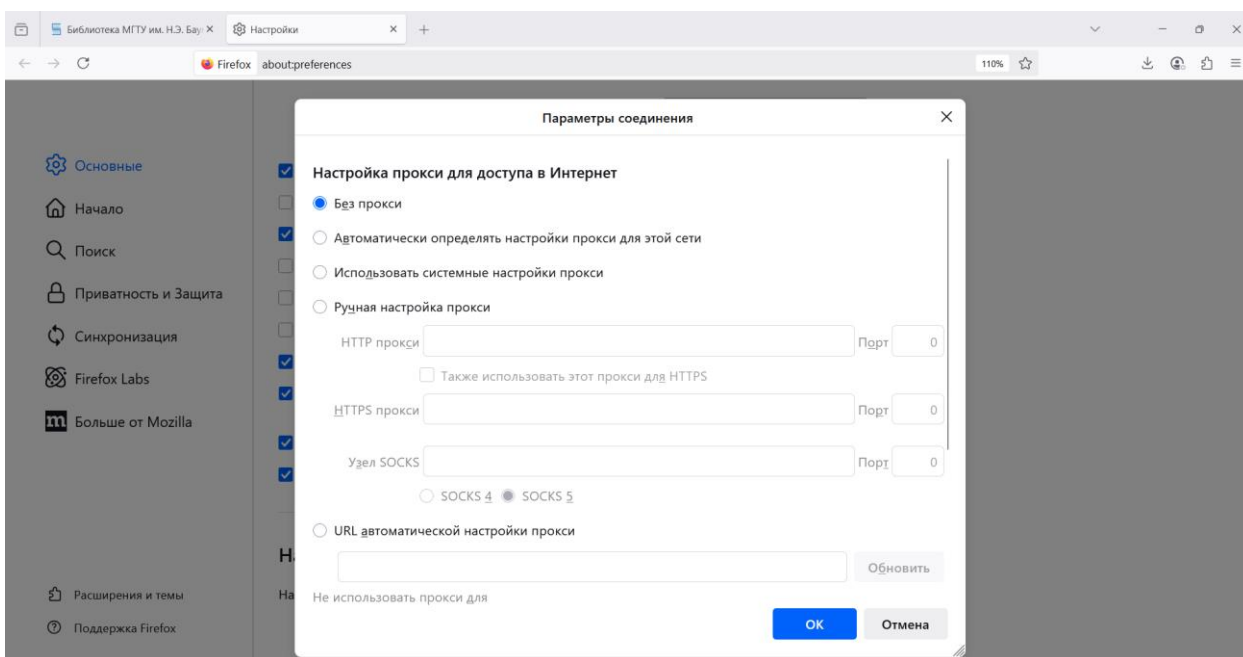 Библиотека МГТУ им. Н.Э. Бау
Настройки
Firefox about:preferences 110%
Параметры соединения
Основные
Начало
Поиск
Приватность и Защита
Синхронизация
Firefox Labs
Больше от Mozilla
Расширения и темы
Поддержка Firefox
Н
На
Настройка прокси для доступа в Интернет
Без прокси
Автоматически определять настройки прокси для этой сети
Использовать системные настройки прокси
Ручная настройка прокси
HTTP прокси Порт 0
Также использовать этот прокси для HTTPS
HTTPS прокси Порт 0
Узел SOCKS Порт 0
SOCKS 4 SOCKS 5
URL автоматической настройки прокси
Обновить
Не использовать прокси для
ОК Отмена